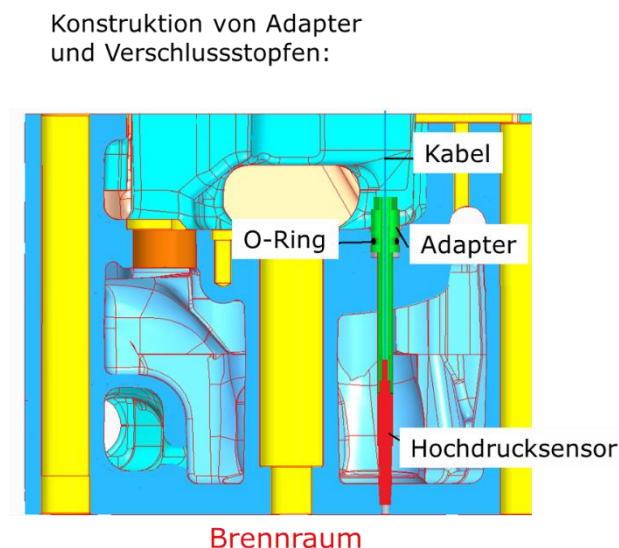 Konstruktion von Adapter
und Verschlussstopfen:
Kabel
O-Ring
Adapter
Hochdrucksensor
Brennraum